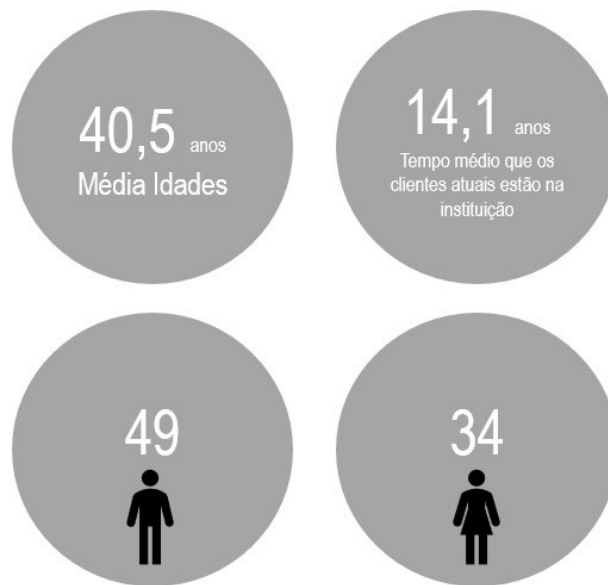 40,5 anos
Média Idades
14,1 anos
Tempo médio que os
clientes atuais estão na
instituição
49
34